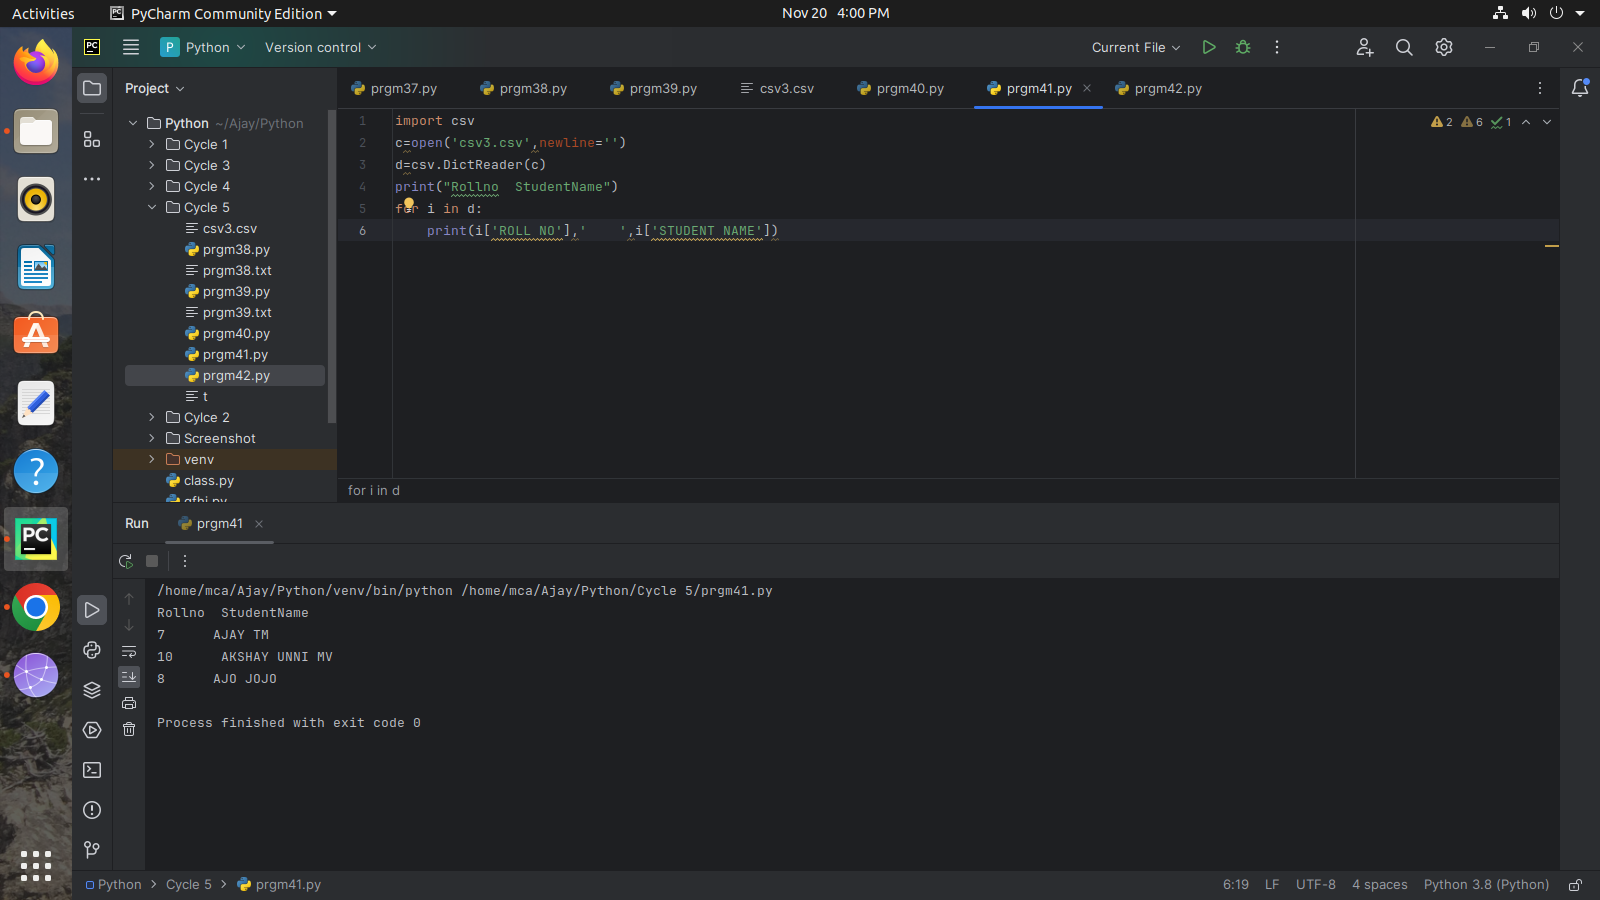 Activities PyCharm Community Edition Nov 20 4:00 PM
PC P Python Version control Current File
Project
prgm37.py prgm38.py prgm39.py csv3.csv prgm40.py prgm41.py prgm42.py
Python ~/Ajay/Python
Cycle 1
Cycle 3
Cycle 4
Cycle 5
csv3.csv
prgm38.py
prgm38.txt
prgm39.py
prgm39.txt
prgm40.py
prgm41.py
prgm42.py
t
Cylce 2
Screenshot
venv
class.py
gfhj.py
1 import csv
2 c=open('csv3.csv',newline='')
3 d=csv.DictReader(c)
4 print("Rollno  StudentName")
5 for i in d:
6     print(i['ROLL NO'],'    ',i['STUDENT NAME'])
2 6 1
for i in d
Run prgm41
/home/mca/Ajay/Python/venv/bin/python /home/mca/Ajay/Python/Cycle 5/prgm41.py
Rollno  StudentName
7      AJAY TM
10      AKSHAY UNNI MV
8      AJO JOJO
Process finished with exit code 0
PC
Python > Cycle 5 > prgm41.py 6:19 LF UTF-8 4 spaces Python 3.8 (Python)